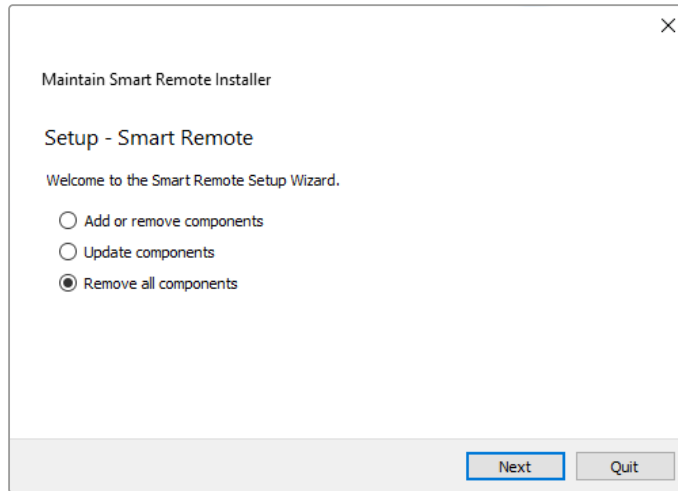 Maintain Smart Remote Installer
Setup - Smart Remote
Welcome to the Smart Remote Setup Wizard.
Add or remove components
Update components
Remove all components
Next Quit